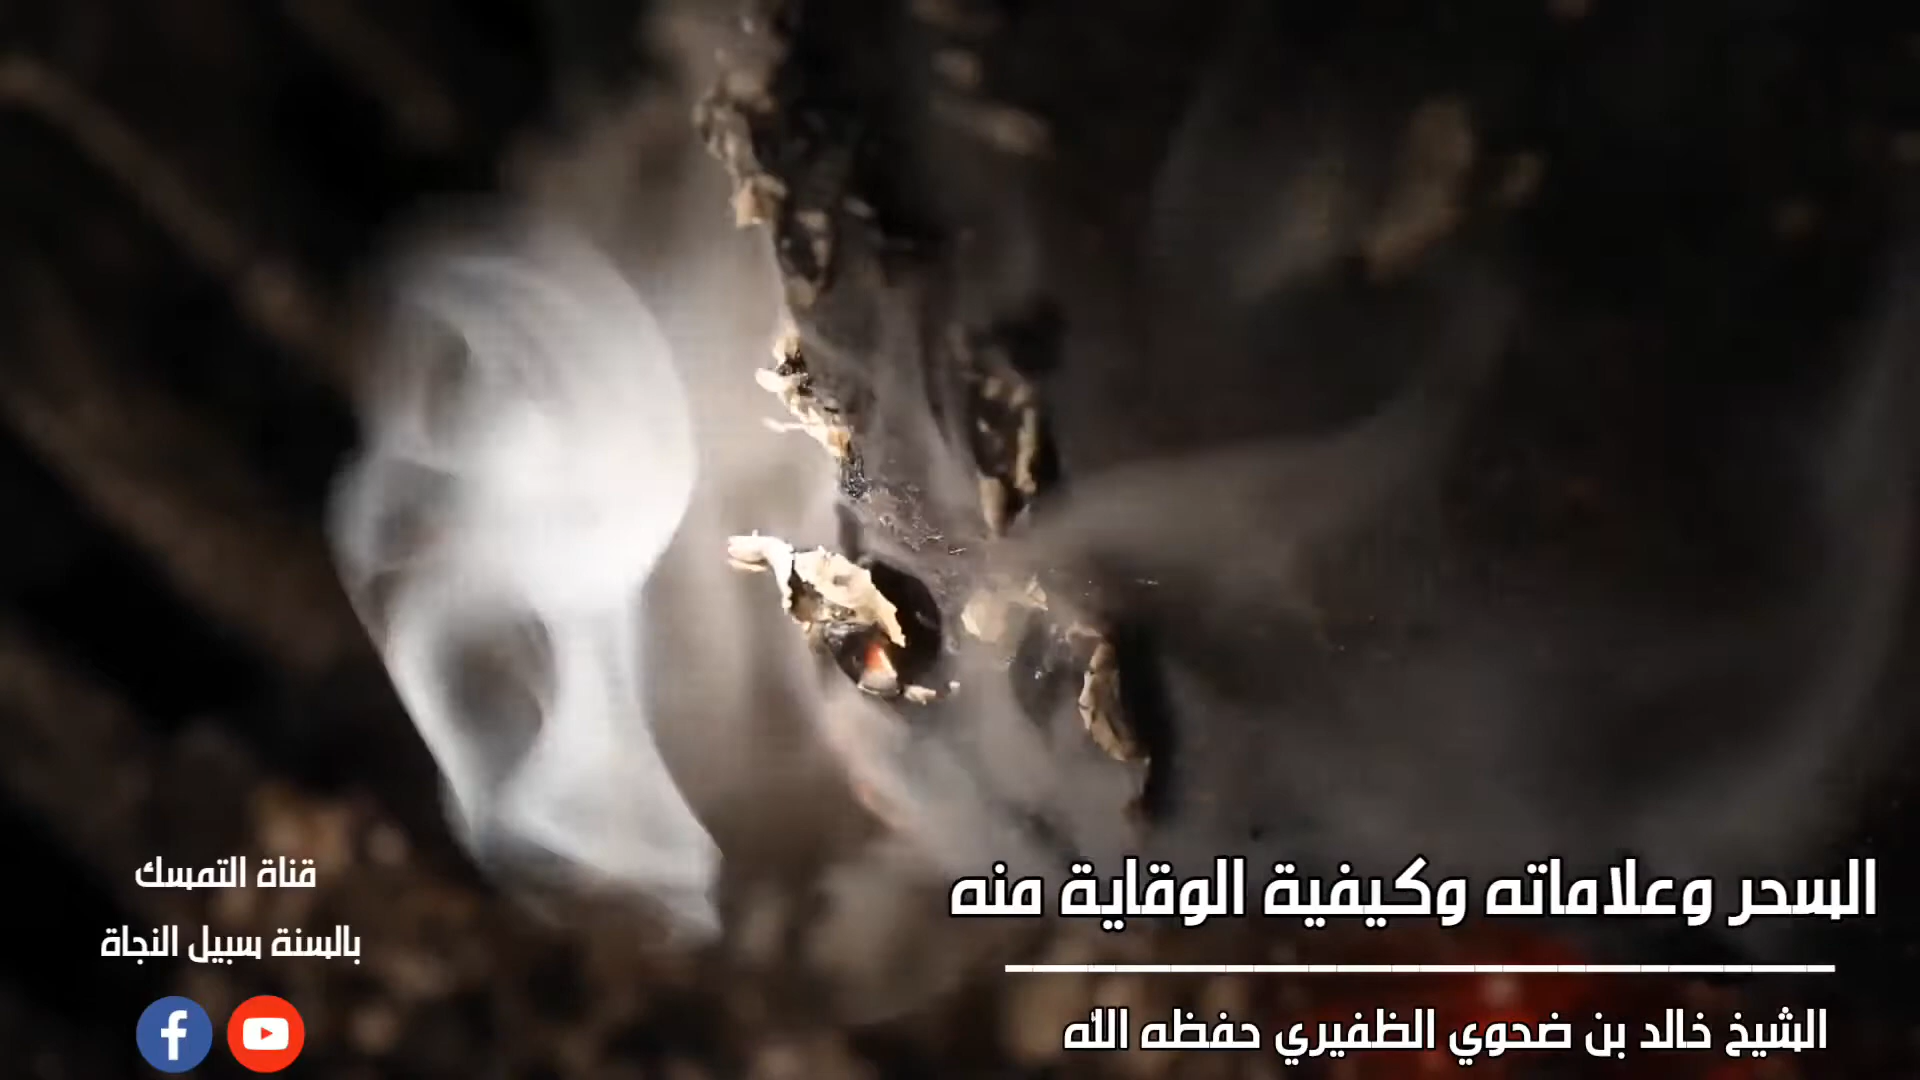 السحر وعلاماته وكيفية الوقاية منه
الشيخ خالد بن ضحوي الظفيري حفظه الله
قناة التمسك
بالسنة سبيل النجاة